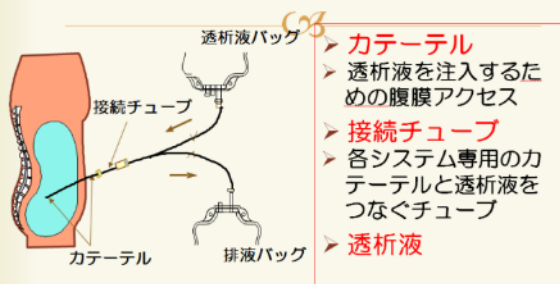 透析液バッグ
接続チューブ
カテーテル
排液バッグ
カテーテル
透析液を注入するた
めの腹膜アクセス
接続チューブ
各システム専用のカ
テーテルと透析液を
つなぐチューブ
透析液